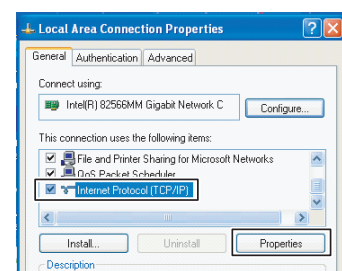 Local Area Connection Properties
General Authentication Advanced
Connect using:
Intel(R) 82566MM Gigabit Network C Configure...
This connection uses the following items:
File and Printer Sharing for Microsoft Networks
QoS Packet Scheduler
Internet Protocol (TCP/IP)
Install... Uninstall Properties
Description